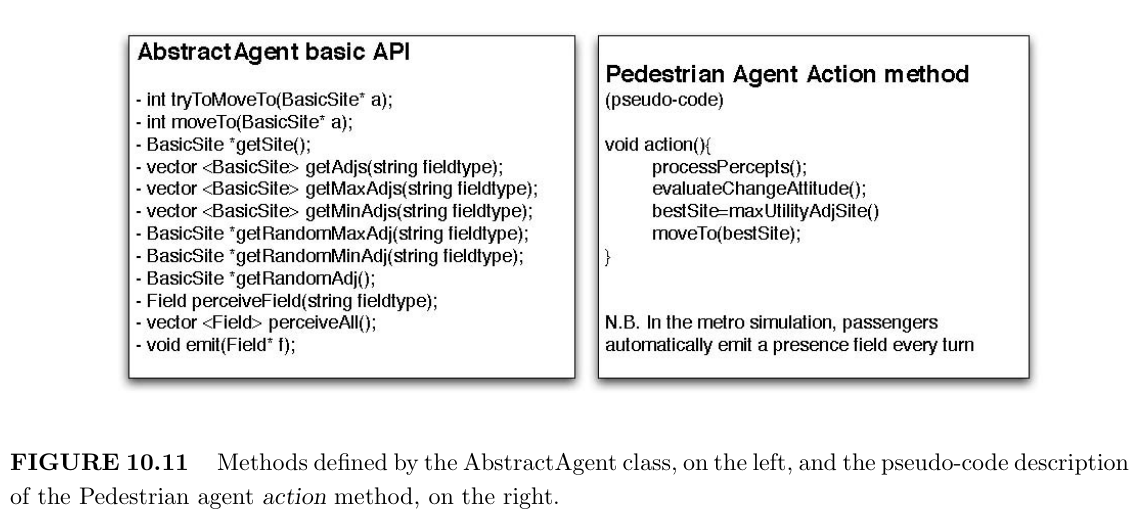 AbstractAgent basic API
- int tryToMoveTo(BasicSite* a);
- int moveTo(BasicSite* a);
- BasicSite *getSite();
- vector <BasicSite> getAdjs(string fieldtype);
- vector <BasicSite> getMaxAdjs(string fieldtype);
- vector <BasicSite> getMinAdjs(string fieldtype);
- BasicSite *getRandomMaxAdj(string fieldtype);
- BasicSite *getRandomMinAdj(string fieldtype);
- BasicSite *getRandomAdj();
- Field perceiveField(string fieldtype);
- vector <Field> perceiveAll();
- void emit(Field* f);
Pedestrian Agent Action method
(pseudo-code)
void action(){
processPercepts();
evaluateChangeAttitude();
bestSite=maxUtilityAdjSite()
moveTo(bestSite);
}
N.B. In the metro simulation, passengers
automatically emit a presence field every turn
FIGURE 10.11 Methods defined by the AbstractAgent class, on the left, and the pseudo-code description
of the Pedestrian agent action method, on the right.